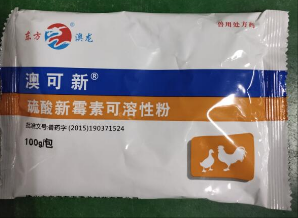 东方 澳龙
兽用处方药
澳可新®
硫酸新霉素可溶性粉
批准文号:兽药字(2015)190371524
100g/包